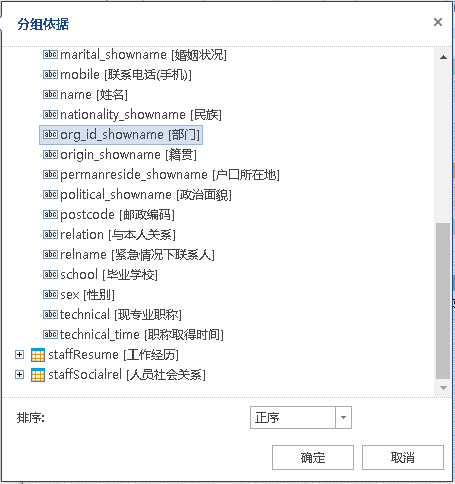 分组依据
abc marital_showname [婚姻状况]
abc mobile [联系电话(手机)]
abc name [姓名]
abc nationality_showname [民族]
abc org_id_showname [部门]
abc origin_showname [籍贯]
abc permanreside_showname [户口所在地]
abc political_showname [政治面貌]
abc postcode [邮政编码]
abc relation [与本人关系]
abc relname [紧急情况下联系人]
abc school [毕业学校]
abc sex [性别]
abc technical [现专业职称]
abc technical_time [职称取得时间]
staffResume [工作经历]
staffSocialrel [人员社会关系]
排序: 正序
确定 取消